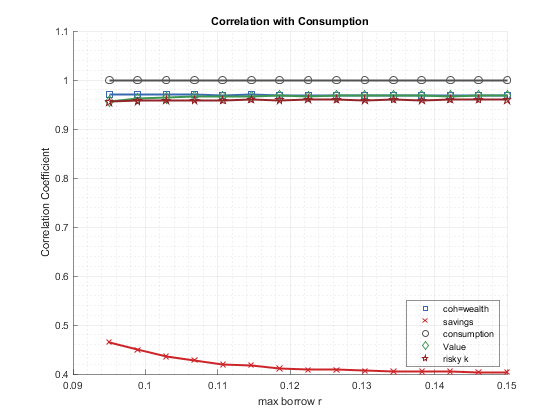 Correlation with Consumption
1.1
1
0.9
0.8
0.7
0.6
0.5
0.4
Correlation Coefficient
0.09
0.1
0.11
0.12
0.13
0.14
0.15
max borrow r
coh=wealth
savings
consumption
Value
risky k